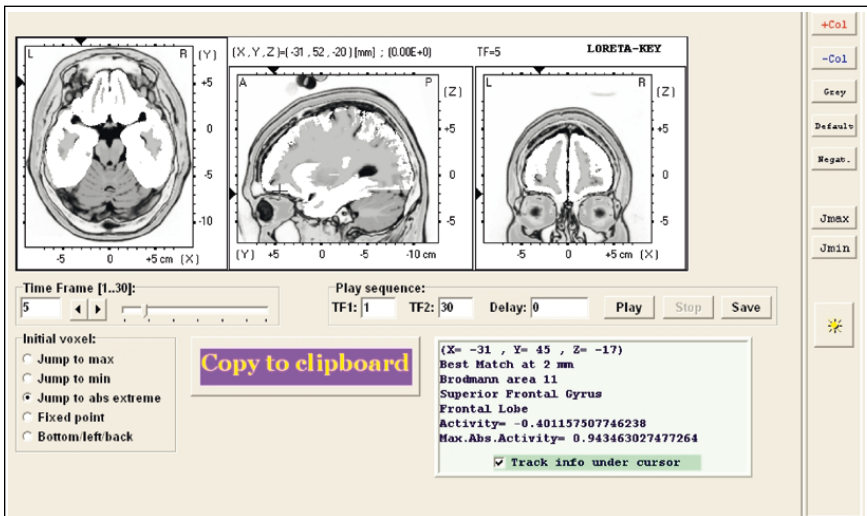 +Col
-Col
Grey
Default
Negat.
Jmax
Jmin
L R (Y)
+5
0
-5
-10
-5 0 +5 cm (X)
(X,Y,Z)=(-31,52,-20)[mm] ; (0.00E+0) TF=5 LORETA-KEY
A P (Z)
+5
0
-5
(Y) +5 0 -5 -10 cm
L R (Z)
+5
0
-5
-5 0 +5 cm (X)
Time Frame [1..30]:
5
Play sequence:
TF1: 1 TF2: 30 Delay: 0 Play Stop Save
Initial voxel:
Jump to max
Jump to min
Jump to abs extreme
Fixed point
Bottom/left/back
Copy to clipboard
(X= -31 , Y= 45 , Z= -17)
Best Match at 2 mm
Brodmann area 11
Superior Frontal Gyrus
Frontal Lobe
Activity= -0.401157507746238
Max.Abs.Activity= 0.943463027477264
Track info under cursor